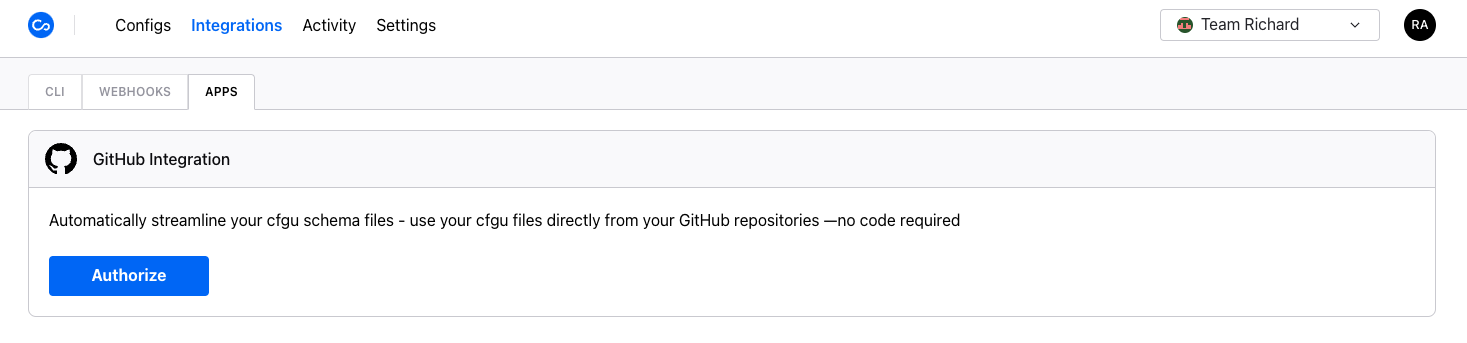 Configs Integrations Activity Settings Team Richard RA
CLI WEBHOOKS APPS
GitHub Integration
Automatically streamline your cfgu schema files - use your cfgu files directly from your GitHub repositories —no code required
Authorize